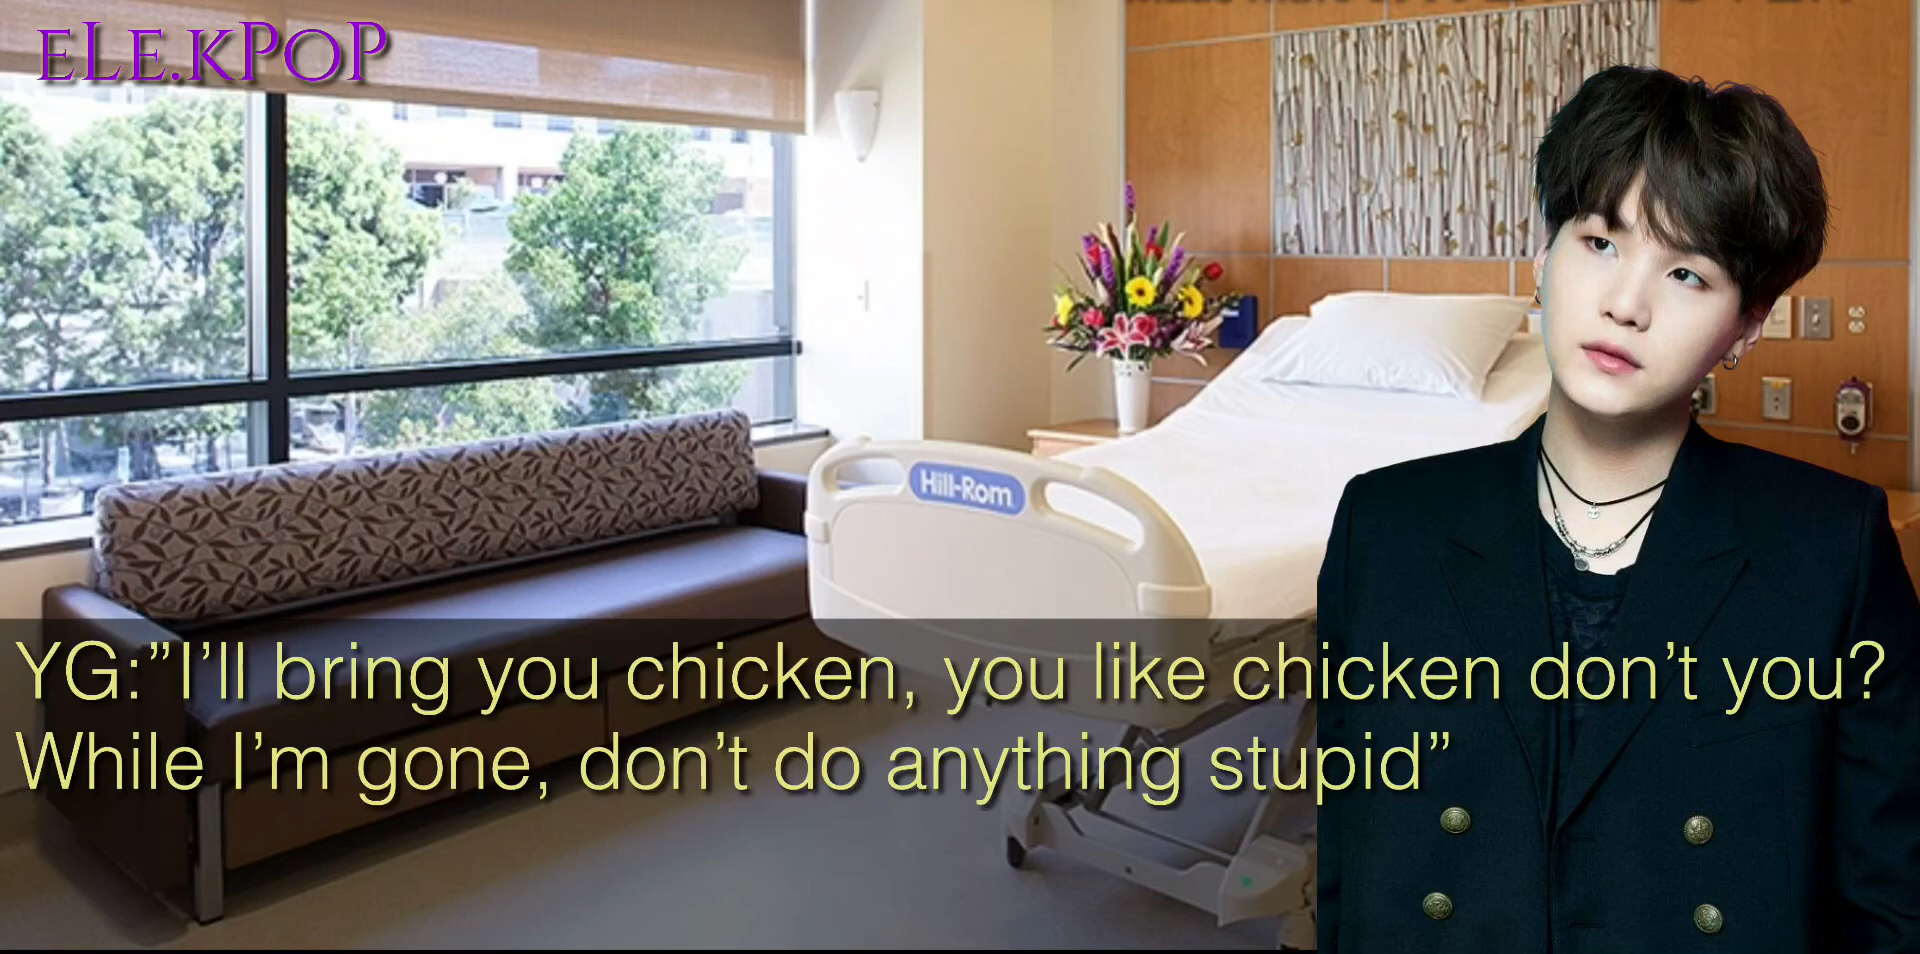 eLe.kPoP
Hill-Rom
YG:”I’ll bring you chicken, you like chicken don’t you?
While I’m gone, don’t do anything stupid”